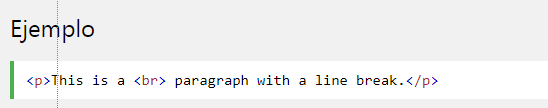 Ejemplo
<p>This is a <br> paragraph with a line break.</p>